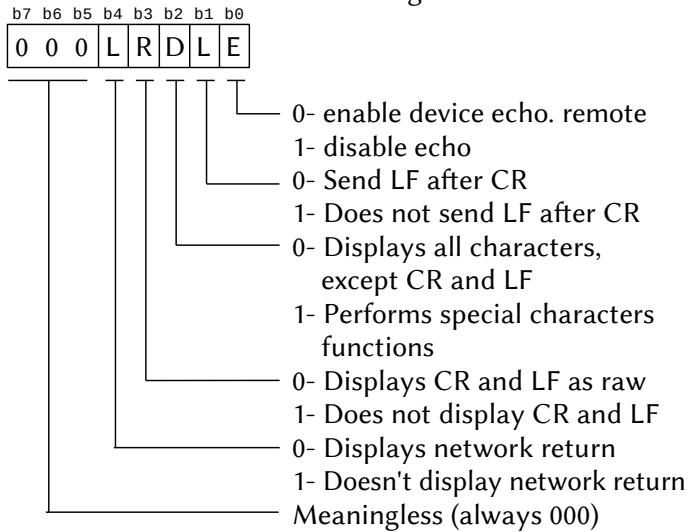 b7 b6 b5 b4 b3 b2 b1 b0
0 0 0 L R D L E
0- enable device echo. remote
1- disable echo
0- Send LF after CR
1- Does not send LF after CR
0- Displays all characters,
except CR and LF
1- Performs special characters
functions
0- Displays CR and LF as raw
1- Does not display CR and LF
0- Displays network return
1- Doesn't display network return
Meaningless (always 000)